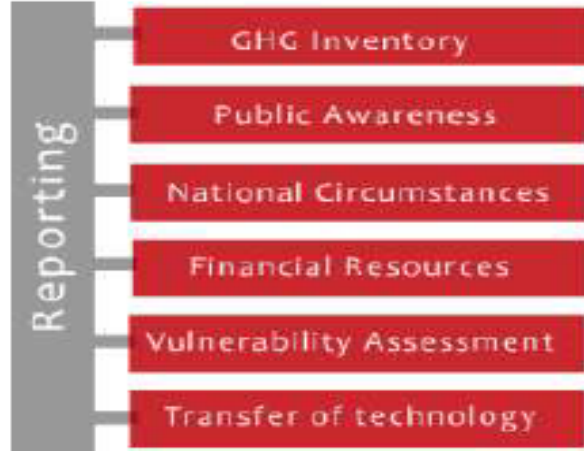 Reporting
GHG Inventory
Public Awareness
National Circumstances
Financial Resources
Vulnerability Assessment
Transfer of technology